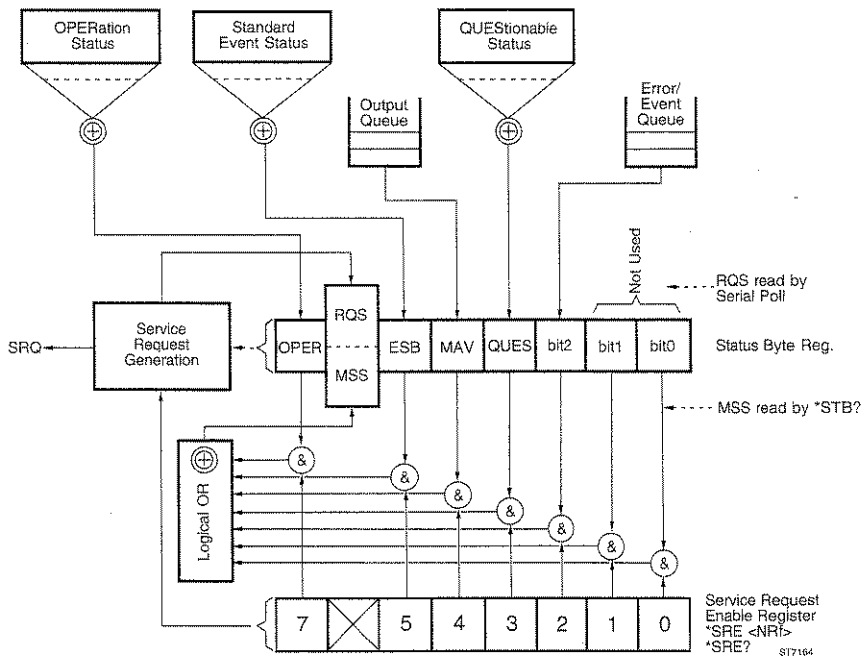 OPERation
Status
Standard
Event Status
QUEStionable
Status
Output
Queue
Error/
Event
Queue
Not Used
RQS read by
Serial Poll
SRQ
Service
Request
Generation
OPER
RQS
MSS
ESB
MAV
QUES
bit2
bit1
bit0
Status Byte Reg.
MSS read by *STB?
Logical OR
&
&
&
&
&
&
&
7
5
4
3
2
1
0
Service Request
Enable Register
*SRE <NRf>
*SRE?
ST7164